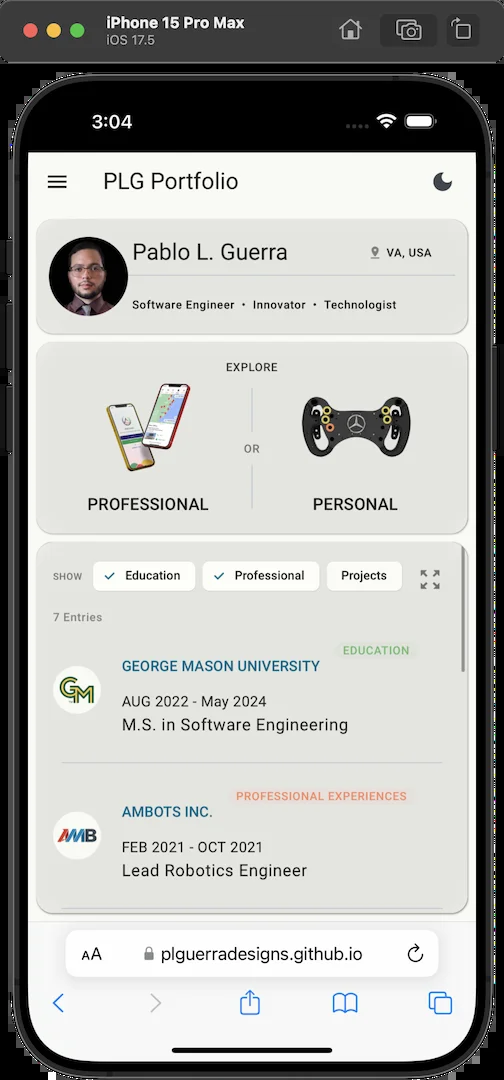 iPhone 15 Pro Max
iOS 17.5
3:04
PLG Portfolio
Pablo L. Guerra
VA, USA
Software Engineer • Innovator • Technologist
EXPLORE
OR
PROFESSIONAL
PERSONAL
SHOW
Education
Professional
Projects
7 Entries
EDUCATION
GEORGE MASON UNIVERSITY
AUG 2022 - May 2024
M.S. in Software Engineering
PROFESSIONAL EXPERIENCES
AMBOTS INC.
FEB 2021 - OCT 2021
Lead Robotics Engineer
AA
plguerradesigns.github.io